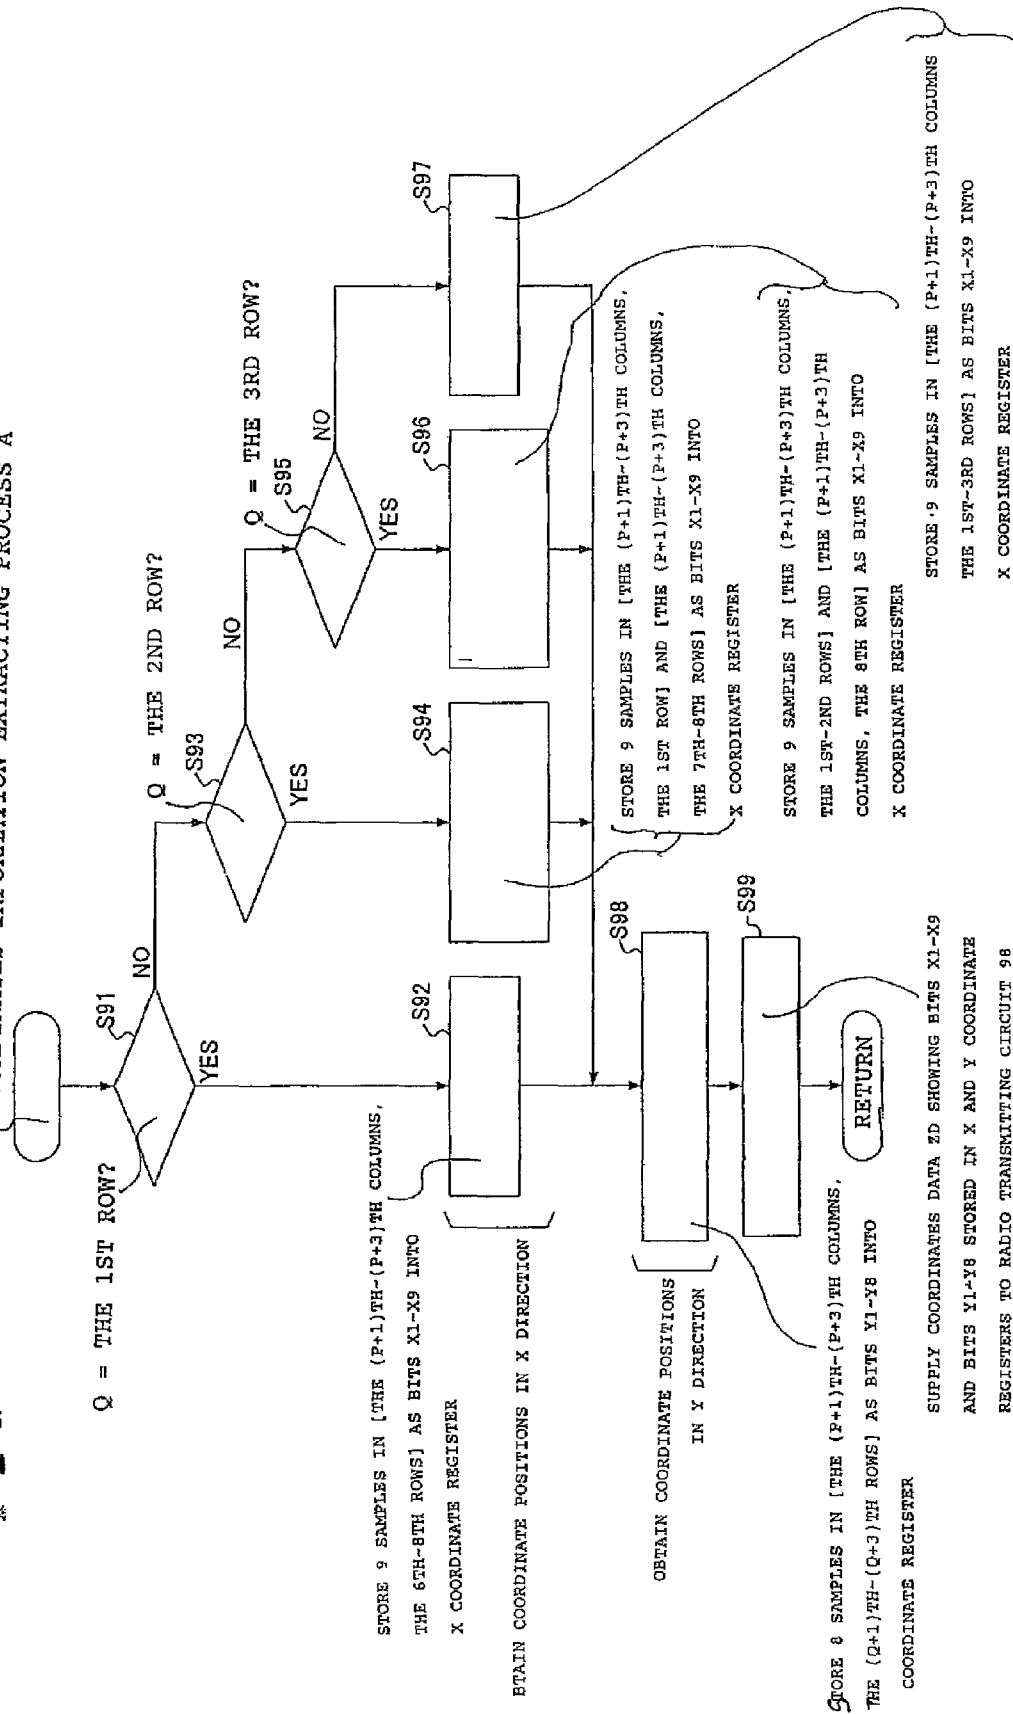 INFORMATION EXTRACTING PROCESS A
Q = THE 1ST ROW?
S91
NO
YES
Q = THE 2ND ROW?
S93
NO
YES
Q = THE 3RD ROW?
S95
NO
YES
S92
S94
S96
S97
STORE 9 SAMPLES IN [THE (P+1)TH~(P+3)TH COLUMNS,
THE 6TH-8TH ROWS] AS BITS X1-X9 INTO
X COORDINATE REGISTER
BTAIN COORDINATE POSITIONS IN X DIRECTION
STORE 9 SAMPLES IN [THE (P+1)TH~(P+3)TH COLUMNS,
THE 1ST ROW] AND [THE (P+1)TH~(P+3)TH COLUMNS,
THE 7TH-8TH ROWS] AS BITS X1-X9 INTO
X COORDINATE REGISTER
STORE 9 SAMPLES IN [THE (P+1)TH~(P+3)TH COLUMNS,
THE 1ST-2ND ROWS] AND [THE (P+1)TH~(P+3)TH
COLUMNS, THE 8TH ROW] AS BITS X1-X9 INTO
X COORDINATE REGISTER
STORE 9 SAMPLES IN [THE (P+1)TH~(P+3)TH COLUMNS
THE 1ST-3RD ROWS] AS BITS X1-X9 INTO
X COORDINATE REGISTER
S98
OBTAIN COORDINATE POSITIONS
IN Y DIRECTION
S99
RETURN
STORE 8 SAMPLES IN [THE (P+1)TH~(P+3)TH COLUMNS,
THE (Q+1)TH~(Q+3)TH ROWS] AS BITS Y1-Y8 INTO
COORDINATE REGISTER
SUPPLY COORDINATES DATA ZD SHOWING BITS X1-X9
AND BITS Y1-Y8 STORED IN X AND Y COORDINATE
REGISTERS TO RADIO TRANSMITTING CIRCUIT 98